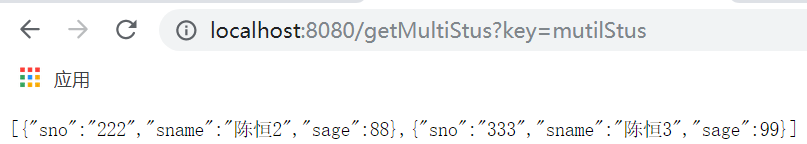 localhost:8080/getMultiStus?key=mutilStus
应用
[{"sno":"222","sname":"陈恒2","sage":88},{"sno":"333","sname":"陈恒3","sage":99}]